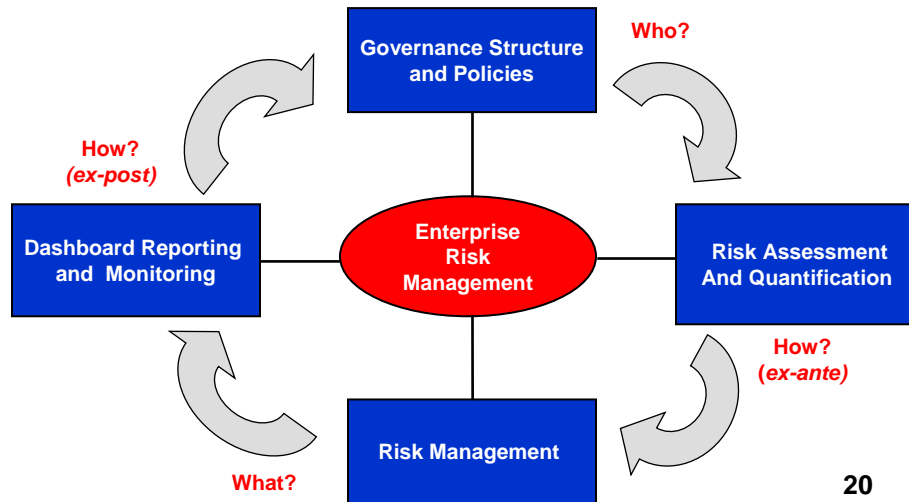 Governance Structure
and Policies
Who?
How?
(ex-post)
Dashboard Reporting
and Monitoring
Enterprise
Risk
Management
Risk Assessment
And Quantification
How?
(ex-ante)
Risk Management
What?
20